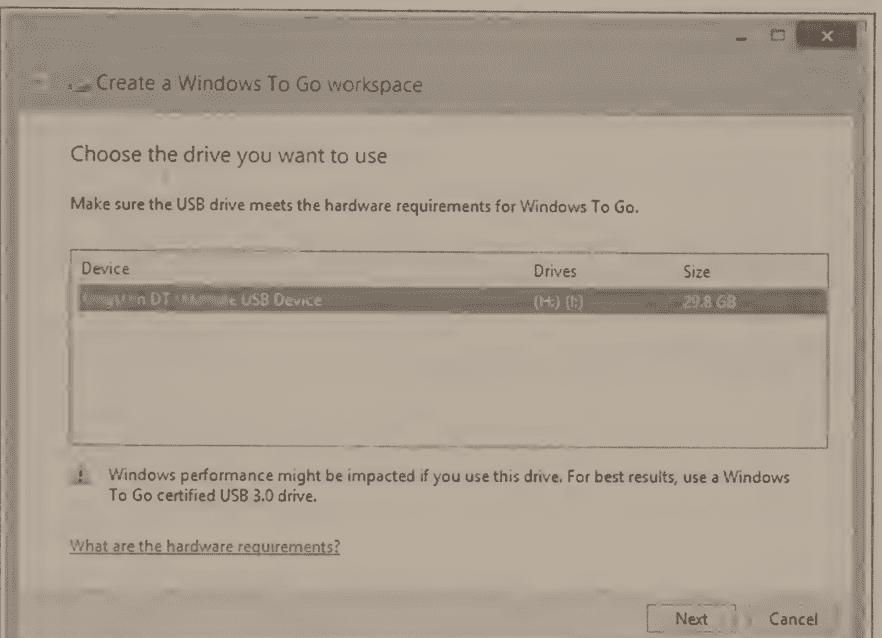 Create a Windows To Go workspace
Choose the drive you want to use
Make sure the USB drive meets the hardware requirements for Windows To Go.
Device Drives Size
DT USB Device (H:) (I:) 29.8 GB
Windows performance might be impacted if you use this drive. For best results, use a Windows
To Go certified USB 3.0 drive.
What are the hardware requirements?
Next Cancel